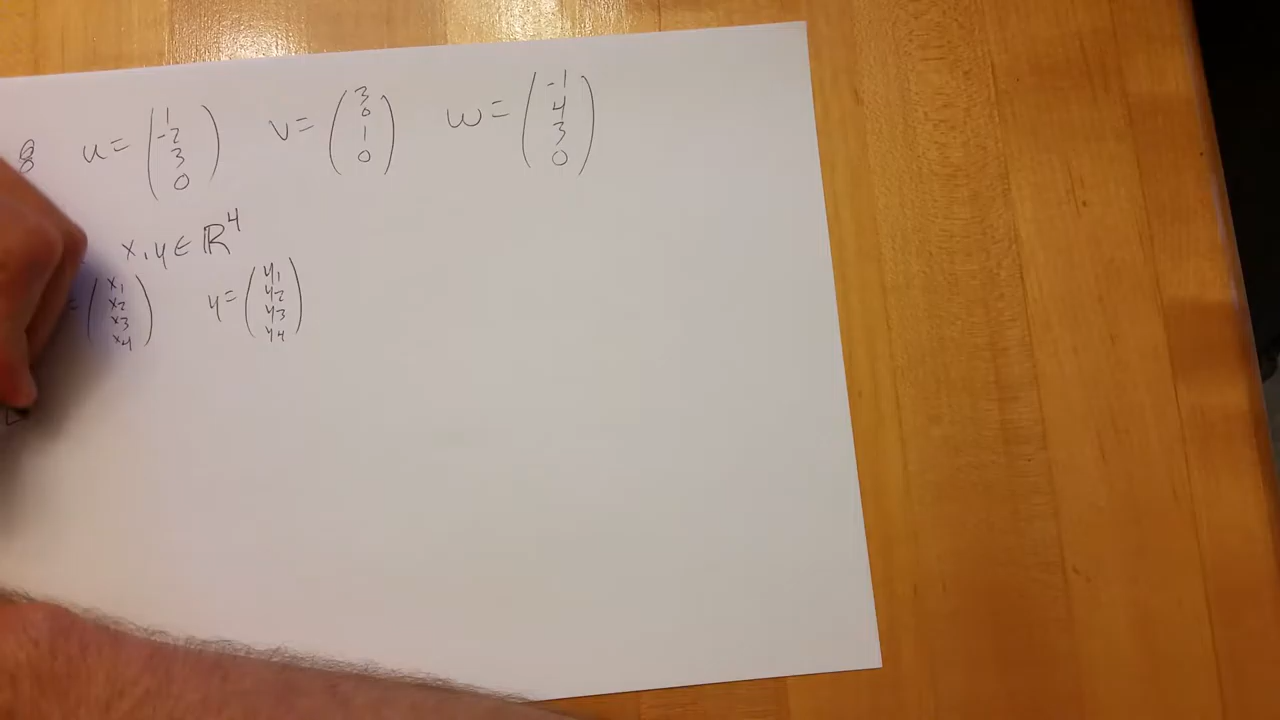 8 u = (1 -2 3 0) v = (3 0 1 0) w = (-1 4 3 0)
x, y ∈ ℝ⁴
= (x₁ x₂ x₃ x₄) y = (y₁ y₂ y₃ y₄)